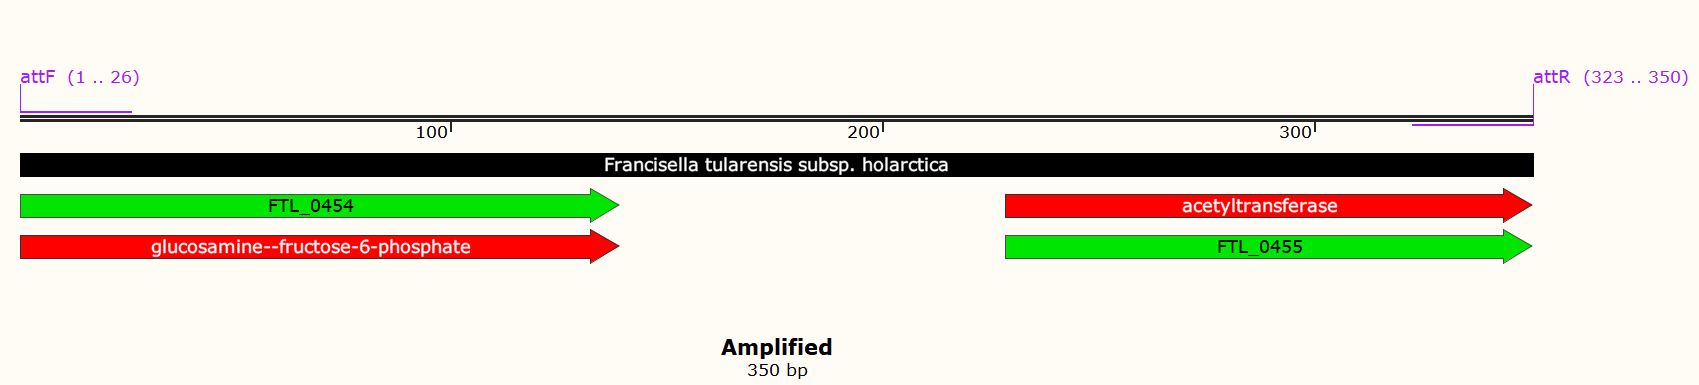 attF (1 .. 26)
attR (323 .. 350)
100
200
300
Francisella tularensis subsp. holarctica
FTL_0454
acetyltransferase
glucosamine--fructose-6-phosphate
FTL_0455
Amplified
350 bp